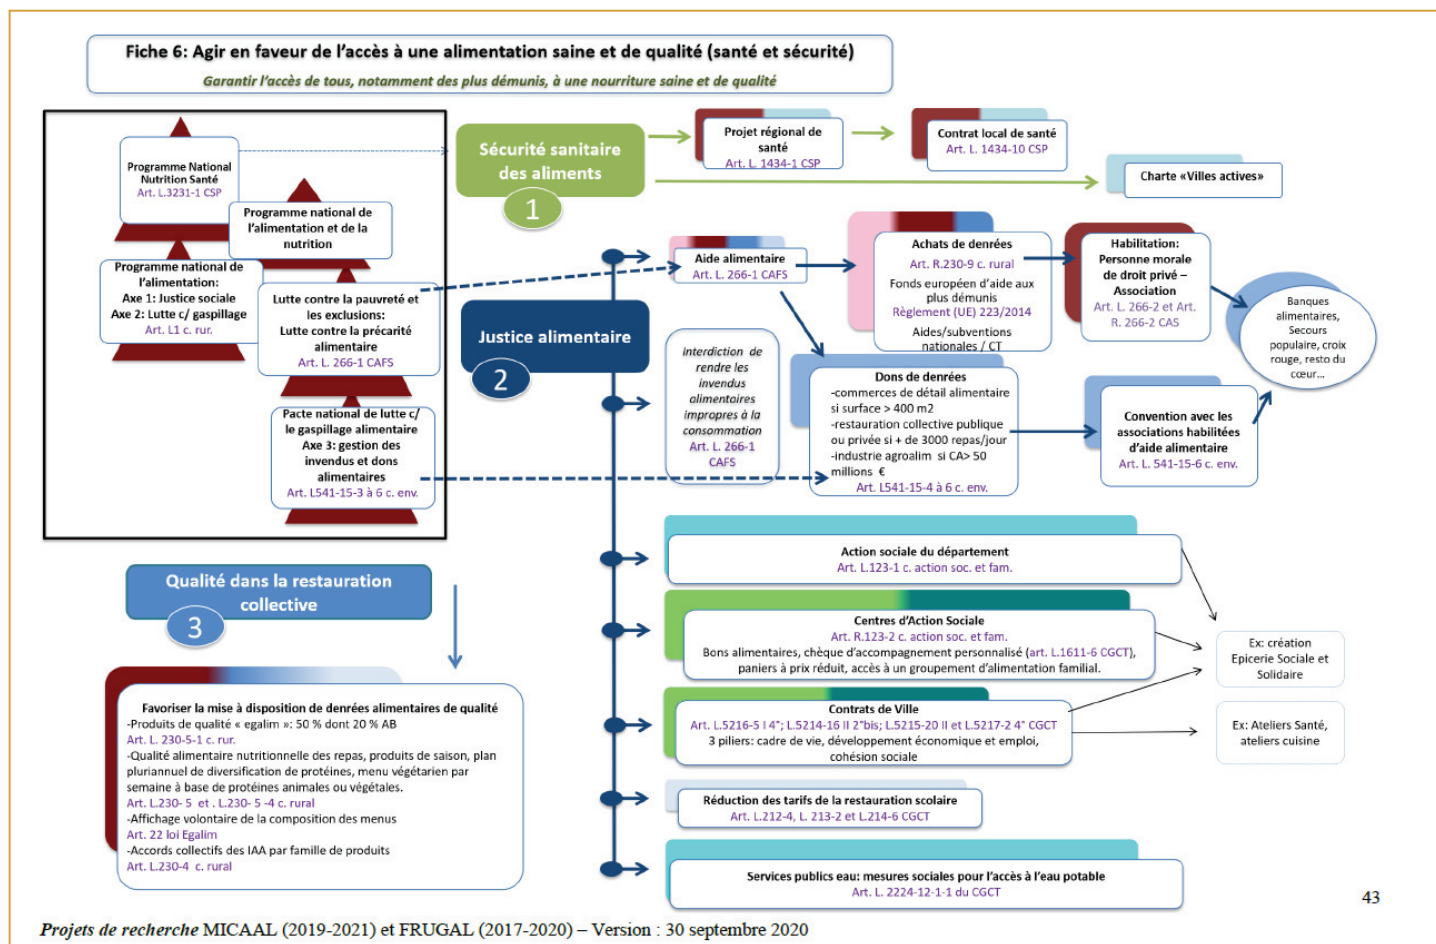 Fiche 6: Agir en faveur de l'accès à une alimentation saine et de qualité (santé et sécurité)
Garantir l'accès de tous, notamment des plus démunis, à une nourriture saine et de qualité
Programme National
Nutrition Santé
Art. L.3231-1 CSP
Programme national de
l'alimentation et de la
nutrition
Programme national de
l'alimentation:
Axe 1: Justice sociale
Axe 2: Lutte c/ gaspillage
Art. L1 c. rur.
Lutte contre la pauvreté et
les exclusions:
Lutte contre la précarité
alimentaire
Art. L. 266-1 CAFS
Pacte national de lutte c/
le gaspillage alimentaire
Axe 3: gestion des
invendus et dons
alimentaires
Art. L541-15-3 à 6 c. env.
Sécurité sanitaire
des aliments
1
Projet régional de
santé
Art. L. 1434-1 CSP
Contrat local de santé
Art. L. 1434-10 CSP
Charte «Villes actives»
Justice alimentaire
2
Aide alimentaire
Art. L. 266-1 CAFS
Achats de denrées
Art. R.230-9 c. rural
Fonds européen d'aide aux
plus démunis
Règlement (UE) 223/2014
Aides/subventions
nationales / CT
Habilitation:
Personne morale
de droit privé –
Association
Art. L. 266-2 et Art.
R. 266-2 CAS
Banques
alimentaires,
Secours
populaire, croix
rouge, resto du
cœur...
Interdiction de
rendre les
invendus
alimentaires
impropres à la
consommation
Art. L. 266-1
CAFS
Dons de denrées
-commerces de détail alimentaire
si surface > 400 m2
-restauration collective publique
ou privée si + de 3000 repas/jour
-industrie agroalim si CA> 50
millions €
Art. L541-15-4 à 6 c. env.
Convention avec les
associations habilitées
d'aide alimentaire
Art. L. 541-15-6 c. env.
Action sociale du département
Art. L.123-1 c. action soc. et fam.
Centres d'Action Sociale
Art. R.123-2 c. action soc. et fam.
Bons alimentaires, chèque d'accompagnement personnalisé (art. L.1611-6 CGCT),
paniers à prix réduit, accès à un groupement d'alimentation familial.
Contrats de Ville
Art. L.5216-5 I 4°; L.5214-16 II 2°bis; L.5215-20 II et L.5217-2 4° CGCT
3 piliers: cadre de vie, développement économique et emploi,
cohésion sociale
Ex: création
Epicerie Sociale et
Solidaire
Ex: Ateliers Santé,
ateliers cuisine
Réduction des tarifs de la restauration scolaire
Art. L.212-4, L. 213-2 et L.214-6 CGCT
Services publics eau: mesures sociales pour l'accès à l'eau potable
Art. L. 2224-12-1-1 du CGCT
Qualité dans la restauration
collective
3
Favoriser la mise à disposition de denrées alimentaires de qualité
-Produits de qualité « egalim »: 50 % dont 20 % AB
Art. L. 230-5-1 c. rur.
-Qualité alimentaire nutritionnelle des repas, produits de saison, plan
pluriannuel de diversification de protéines, menu végétarien par
semaine à base de protéines animales ou végétales.
Art. L.230- 5 et . L.230- 5 -4 c. rural
-Affichage volontaire de la composition des menus
Art. 22 loi Egalim
-Accords collectifs des IAA par famille de produits
Art. L.230-4 c. rural
43
Projets de recherche MICAAL (2019-2021) et FRUGAL (2017-2020) – Version : 30 septembre 2020